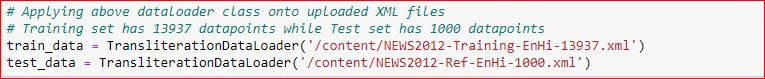 # Applying above dataloader class onto uploaded XML files
# Training set has 13937 datapoints while Test set has 1000 datapoints
train_data = TransliterationDataLoader('/content/NEWS2012-Training-EnHi-13937.xml')
test_data = TransliterationDataLoader('/content/NEWS2012-Ref-EnHi-1000.xml')